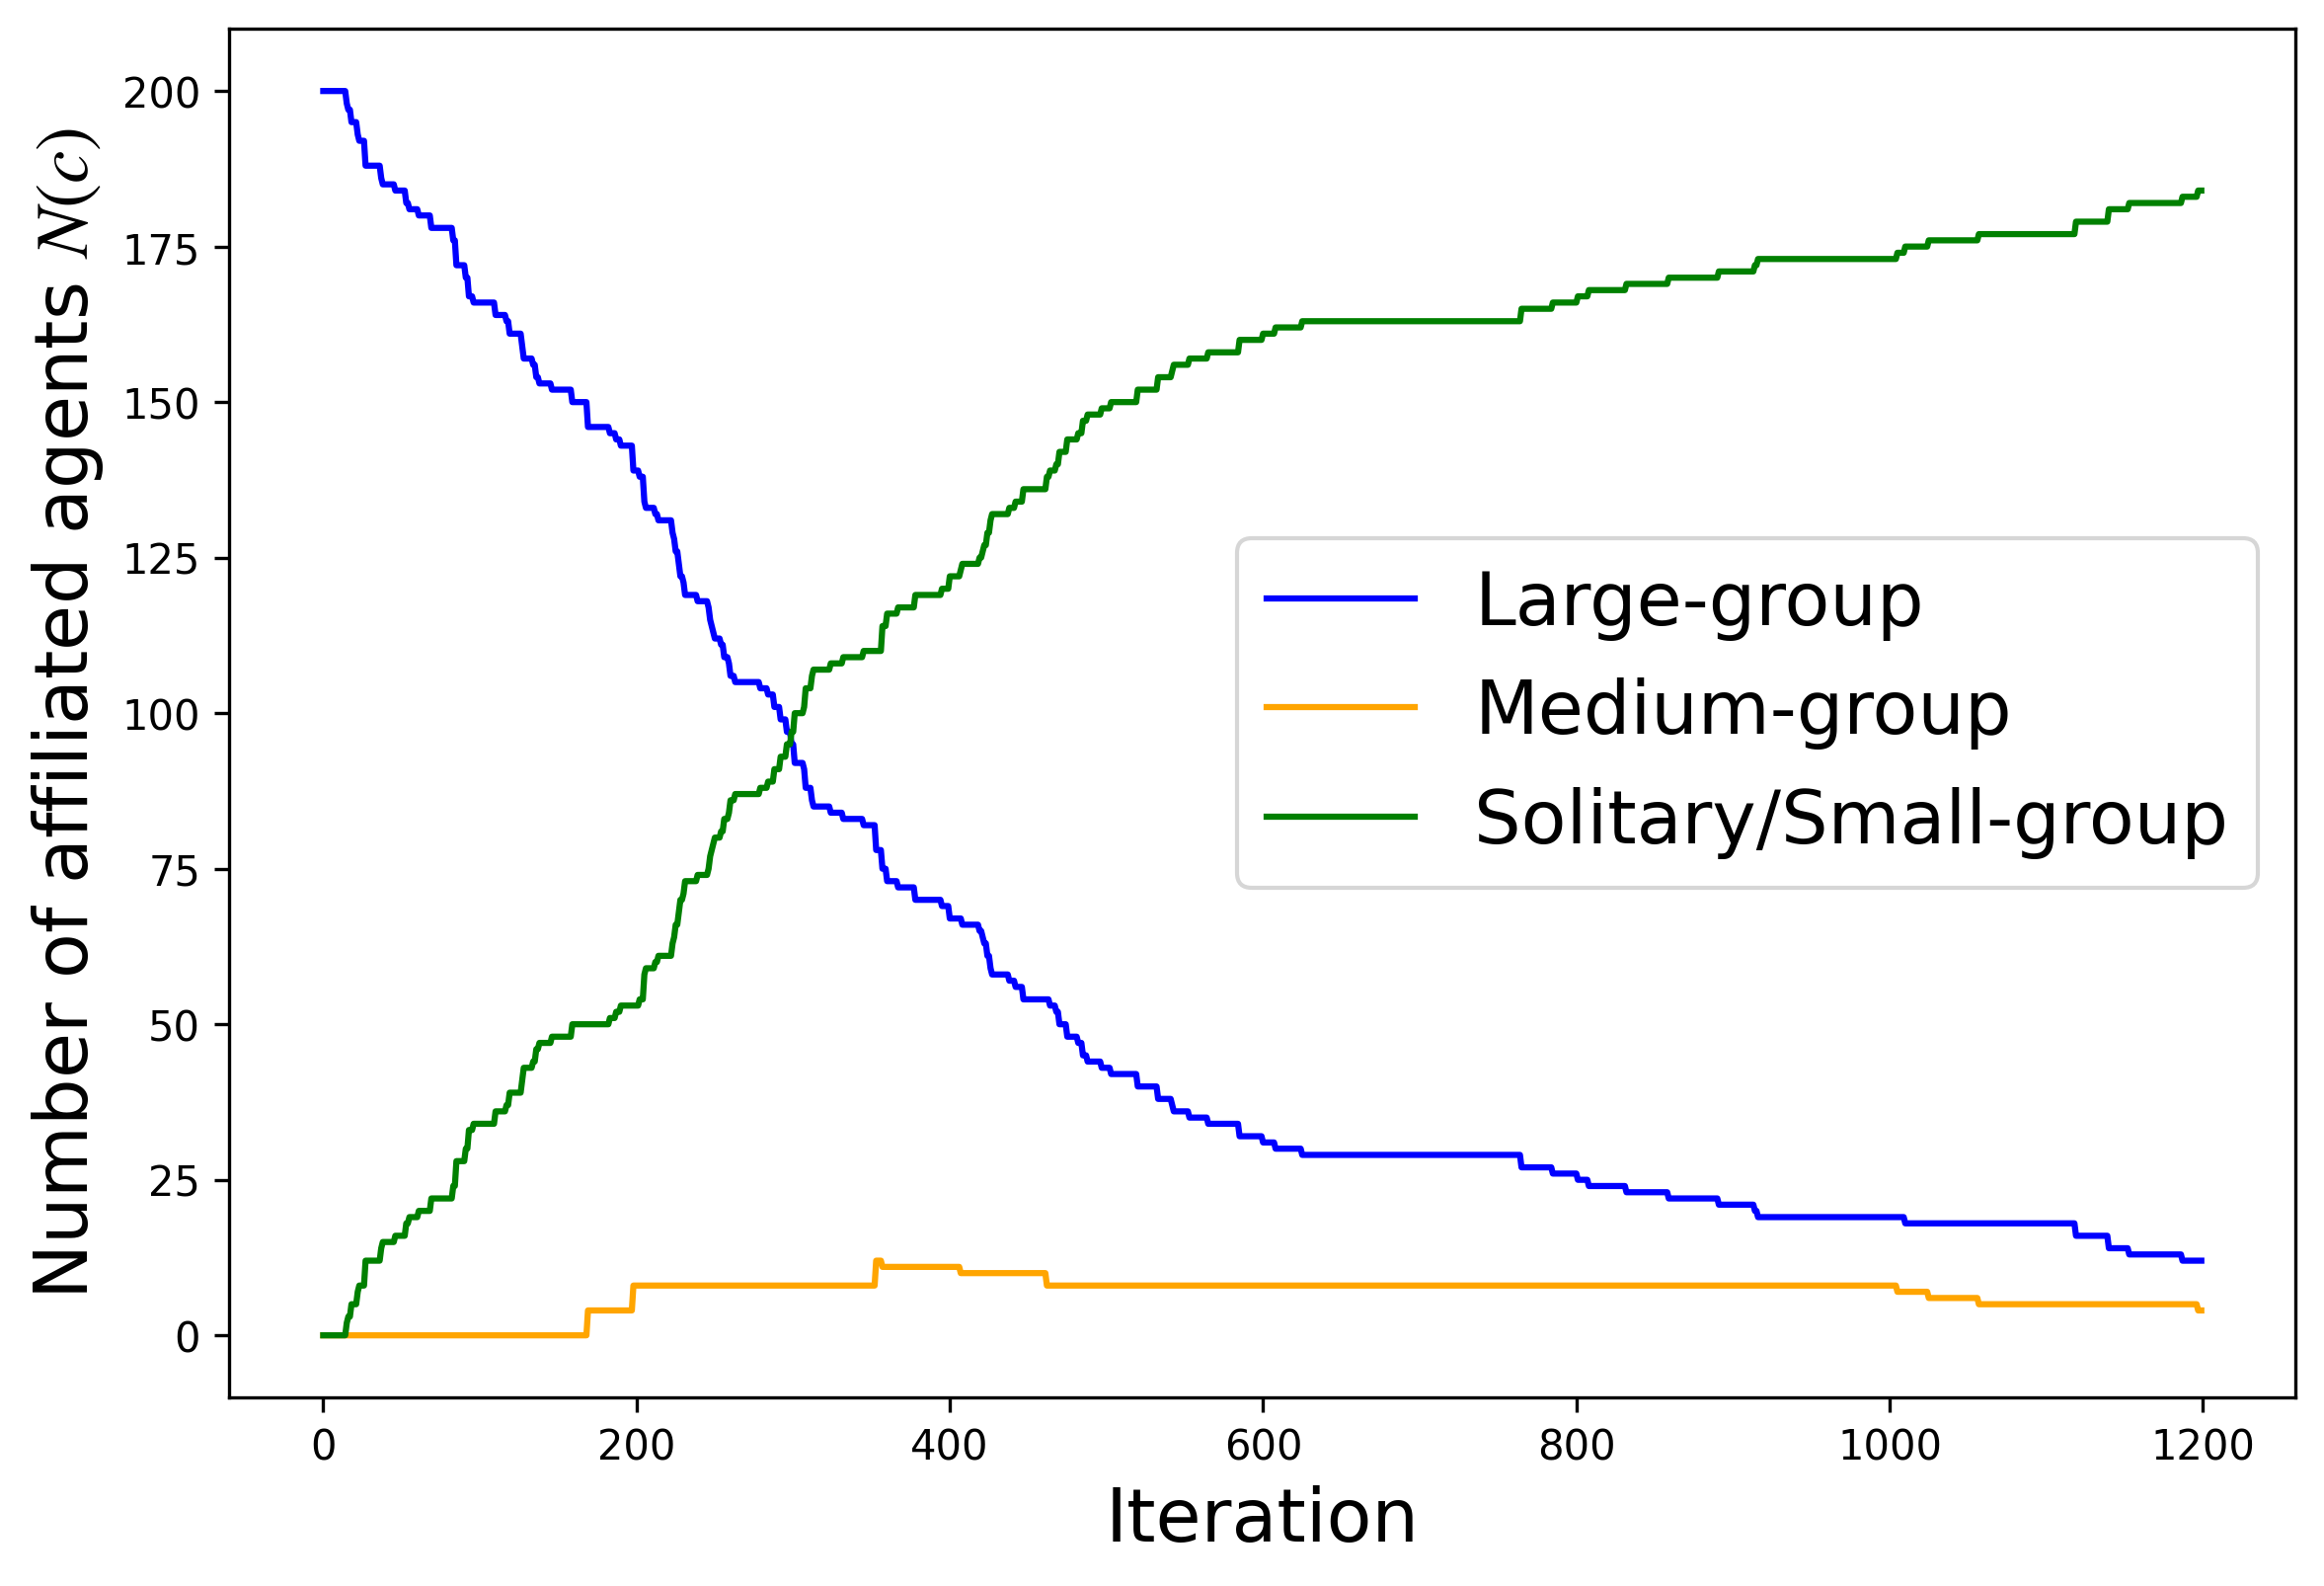 Number of affiliated agents N(c)
200
175
150
125
100
75
50
25
0
Large-group
Medium-group
Solitary/Small-group
0 200 400 600 800 1000 1200
Iteration